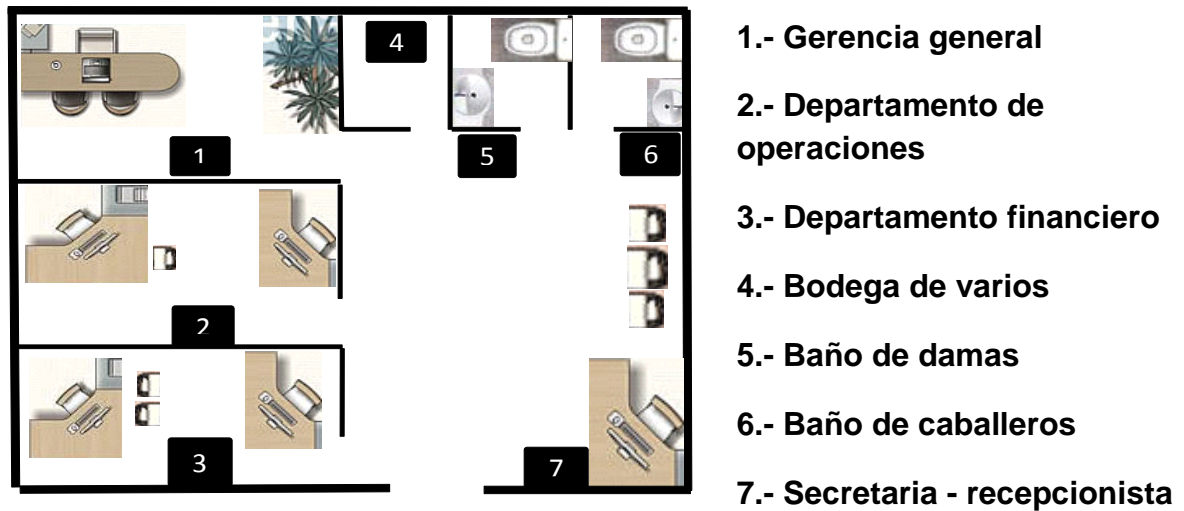 4
1
5
6
2
3
7
1.- Gerencia general
2.- Departamento de
operaciones
3.- Departamento financiero
4.- Bodega de varios
5.- Baño de damas
6.- Baño de caballeros
7.- Secretaria - recepcionista